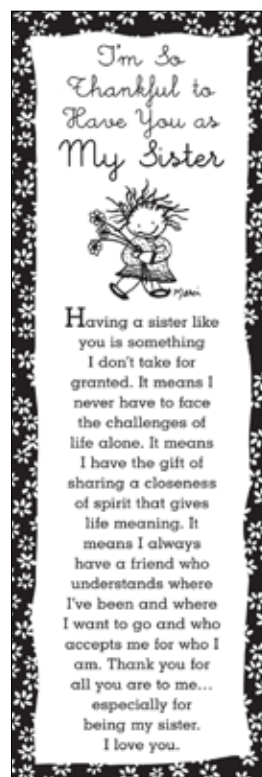 I'm So
Thankful to
Have You as
My Sister
Marci
Having a sister like
you is something
I don't take for
granted. It means I
never have to face
the challenges of
life alone. It means
I have the gift of
sharing a closeness
of spirit that gives
life meaning. It
means I always
have a friend who
understands where
I've been and where
I want to go and who
accepts me for who I
am. Thank you for
all you are to me...
especially for
being my sister.
I love you.